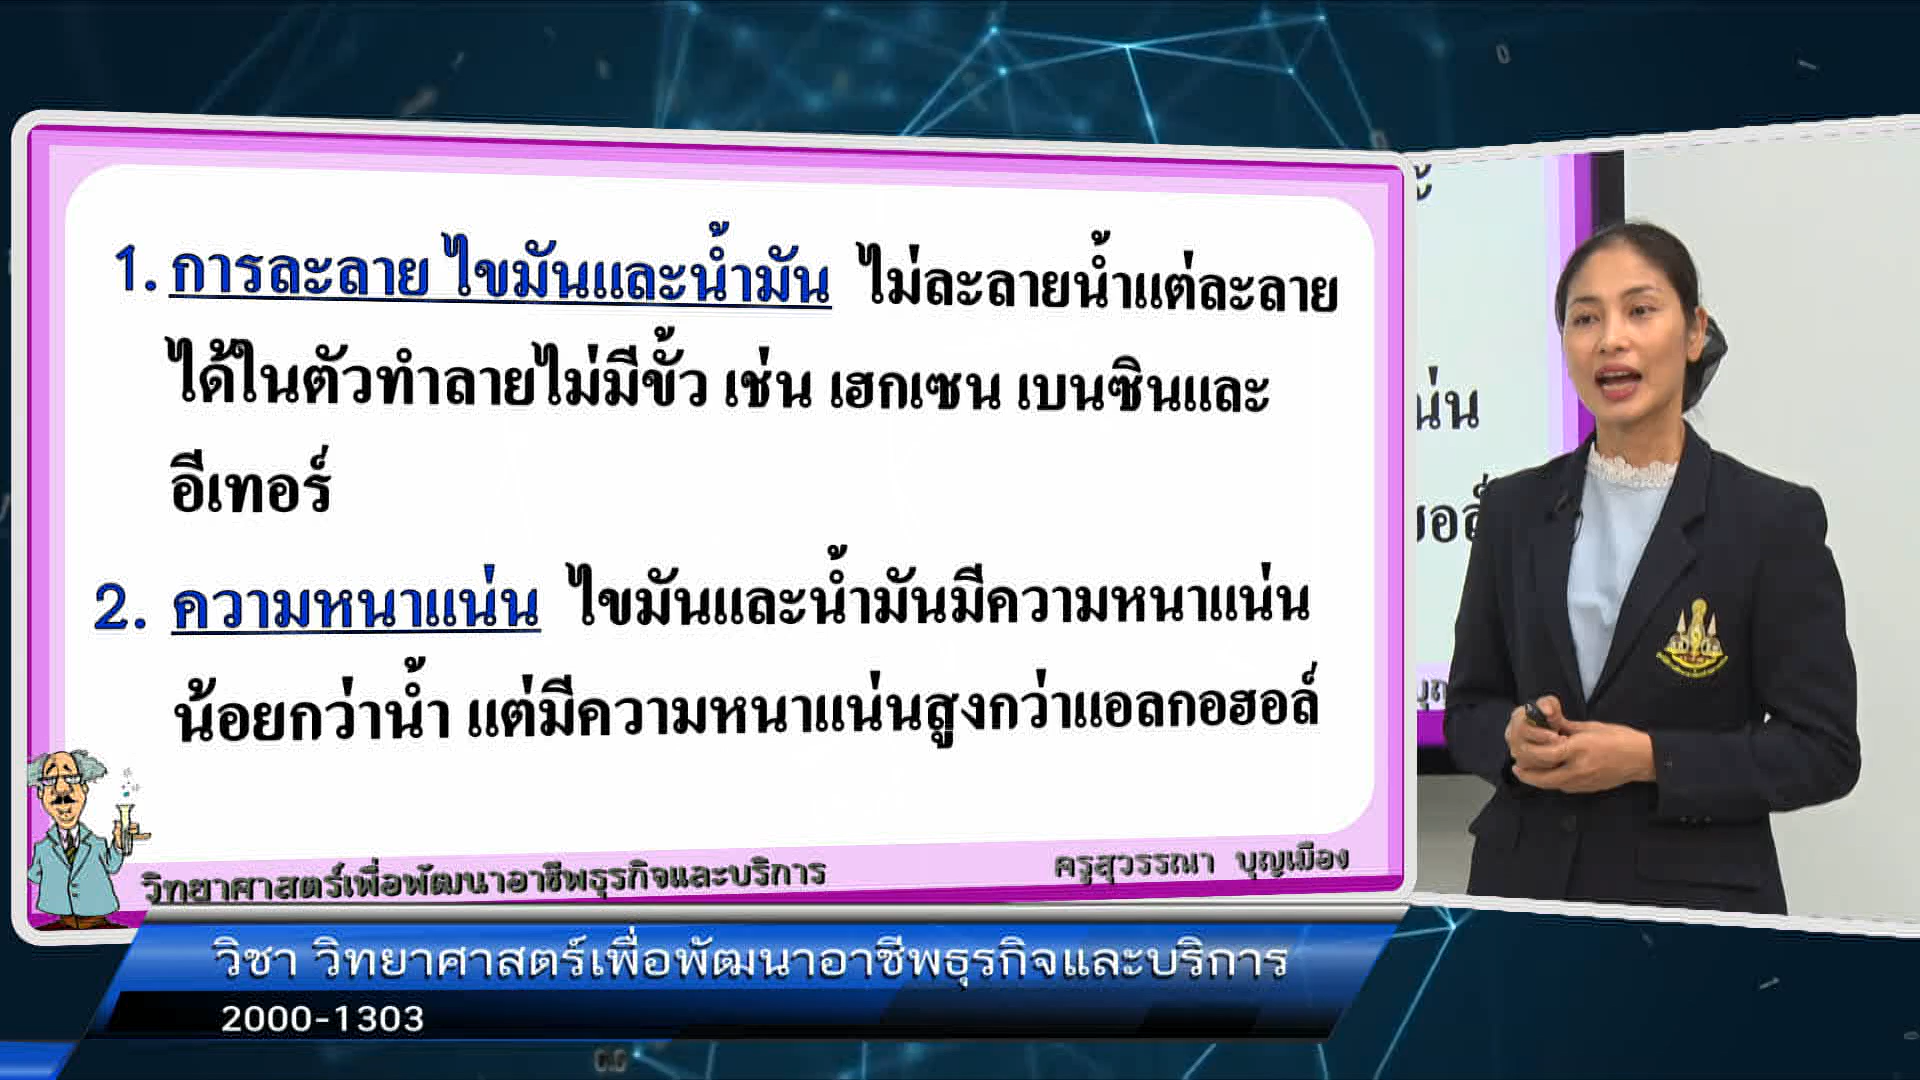 1. การละลาย ไขมันและน้ำมัน ไม่ละลายน้ำแต่ละลาย
ได้ในตัวทำลายไม่มีขั้ว เช่น เฮกเซน เบนซินและ
อีเทอร์
2. ความหนาแน่น ไขมันและน้ำมันมีความหนาแน่น
น้อยกว่าน้ำ แต่มีความหนาแน่นสูงกว่าแอลกอฮอล์
วิทยาศาสตร์เพื่อพัฒนาอาชีพธุรกิจและบริการ ครูสุวรรณา บุญเมือง
วิชา วิทยาศาสตร์เพื่อพัฒนาอาชีพธุรกิจและบริการ
2000-1303